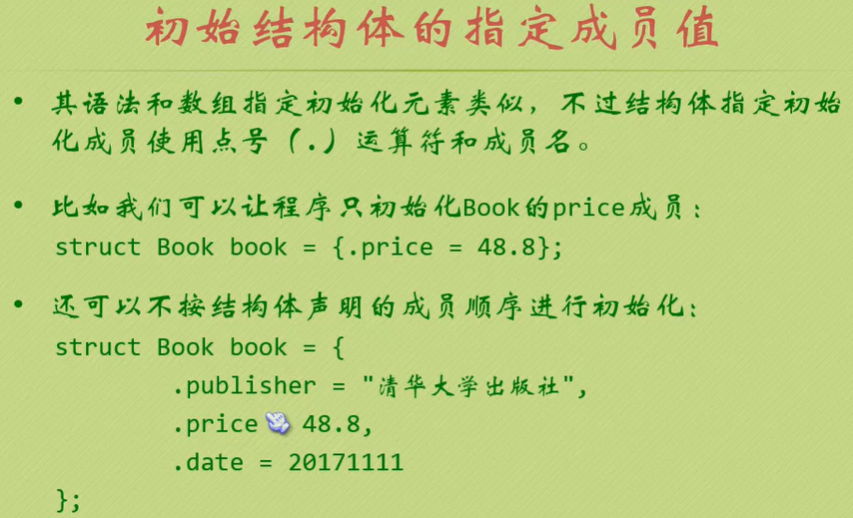 初始结构体的指定成员值
• 其语法和数组指定初始化元素类似，不过结构体指定初始
化成员使用点号（.）运算符和成员名。
• 比如我们可以让程序只初始化Book的price成员：
struct Book book = {.price = 48.8};
• 还可以不按结构体声明的成员顺序进行初始化：
struct Book book = {
.publisher = "清华大学出版社",
.price 48.8,
.date = 20171111
};